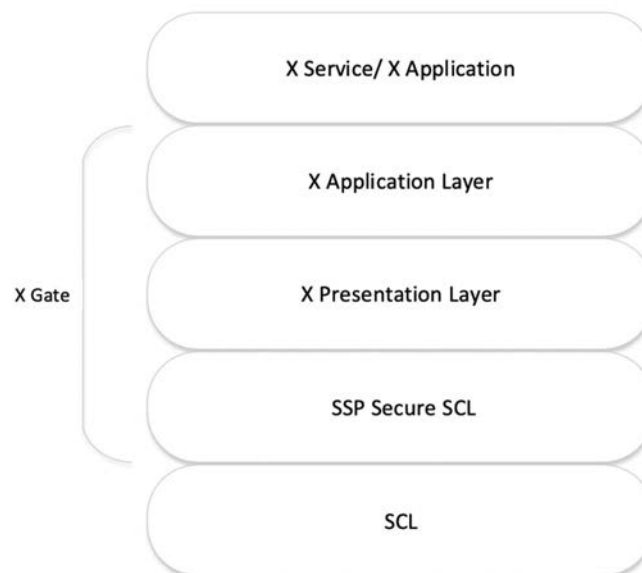 X Service/ X Application
X Application Layer
X Gate
X Presentation Layer
SSP Secure SCL
SCL